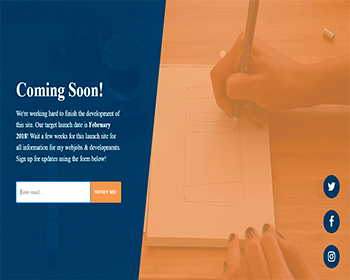 Coming Soon!
We're working hard to finish the development of
this site. Our target launch date is February
2018! Wait a few weeks for this launch site for
all information for my webjobs & developments.
Sign up for updates using the form below!
Enter email...
NOTIFY ME!